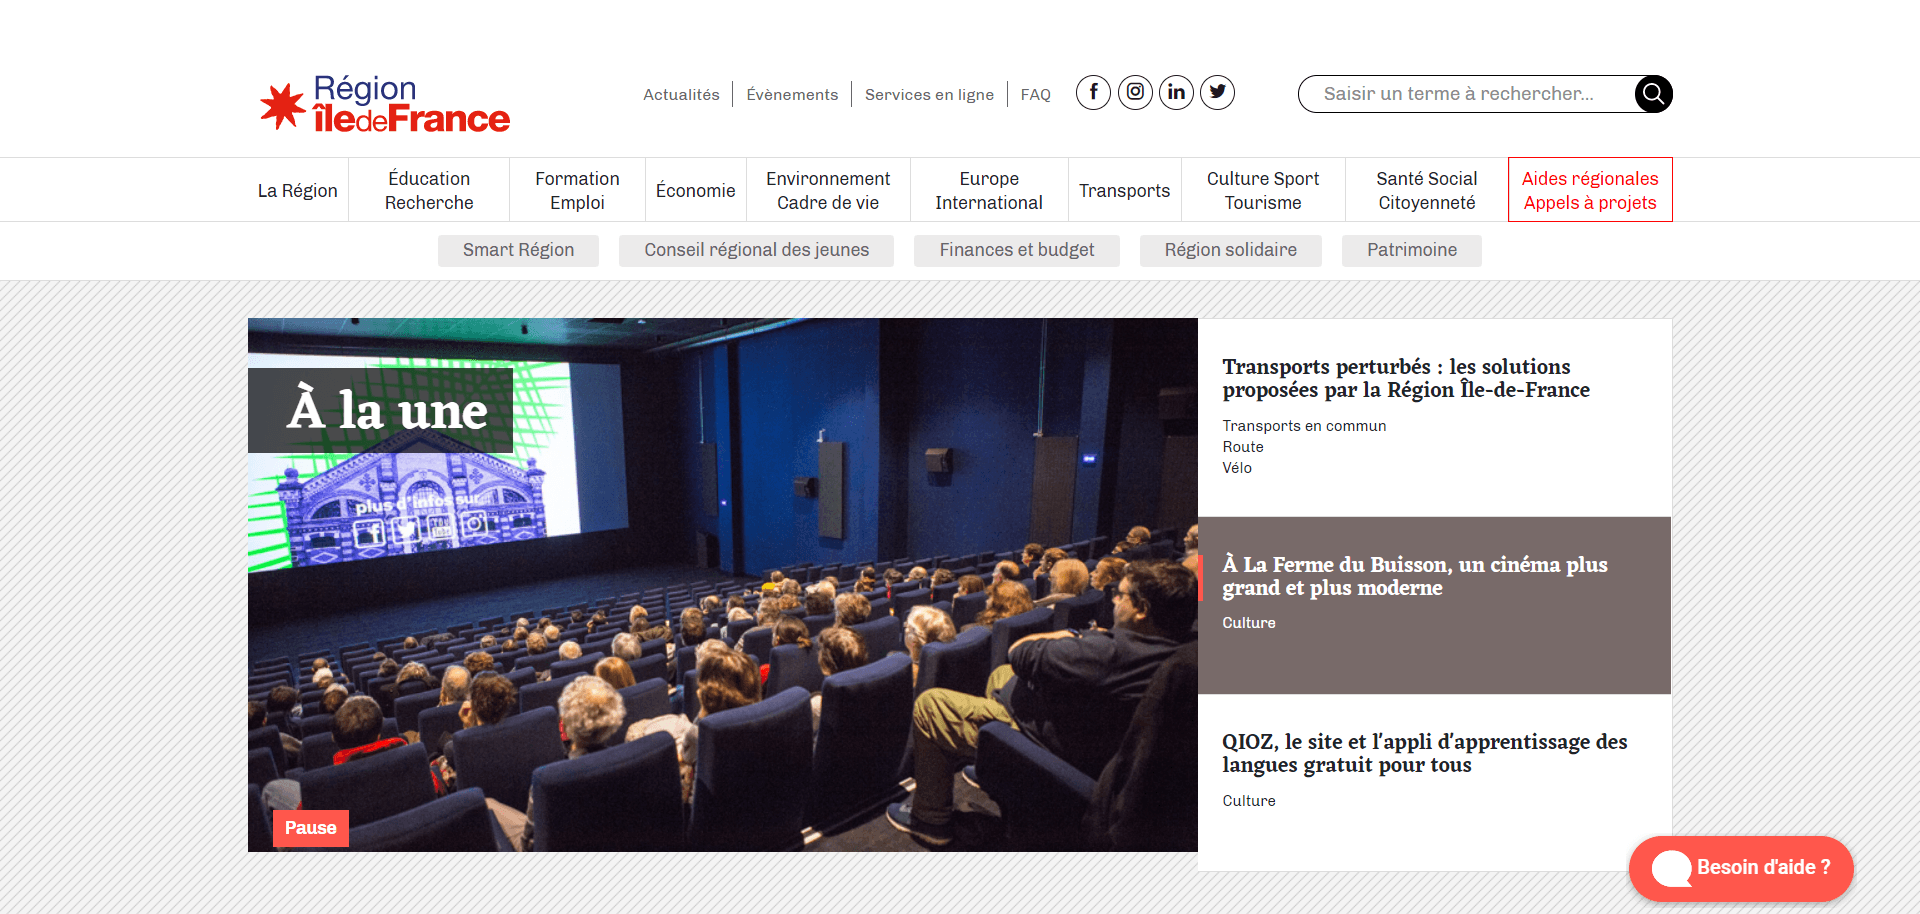 Région
îledeFrance
Actualités
Évènements
Services en ligne
FAQ
Saisir un terme à rechercher...
La Région
Éducation
Recherche
Formation
Emploi
Économie
Environnement
Cadre de vie
Europe
International
Transports
Culture Sport
Tourisme
Santé Social
Citoyenneté
Aides régionales
Appels à projets
Smart Région
Conseil régional des jeunes
Finances et budget
Région solidaire
Patrimoine
À la une
plus d'infos sur
You
Tube
Pause
Transports perturbés : les solutions
proposées par la Région Île-de-France
Transports en commun
Route
Vélo
À La Ferme du Buisson, un cinéma plus
grand et plus moderne
Culture
QIOZ, le site et l'appli d'apprentissage des
langues gratuit pour tous
Culture
Besoin d'aide ?